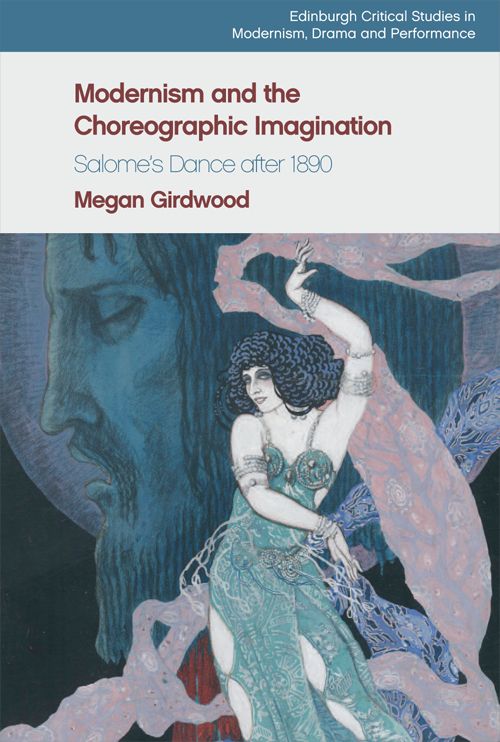 Edinburgh Critical Studies in
Modernism, Drama and Performance
Modernism and the
Choreographic Imagination
Salome's Dance after 1890
Megan Girdwood